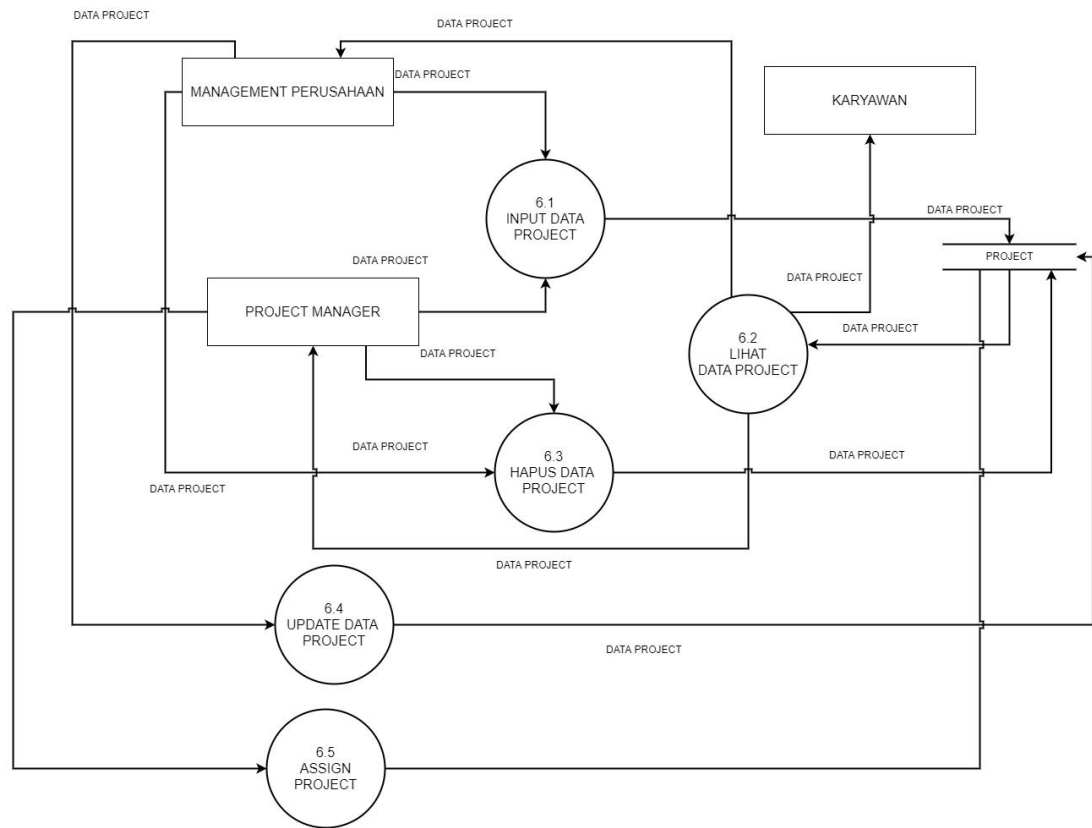 DATA PROJECT
DATA PROJECT
DATA PROJECT
MANAGEMENT PERUSAHAAN
KARYAWAN
6.1
INPUT DATA
PROJECT
DATA PROJECT
PROJECT
DATA PROJECT
DATA PROJECT
PROJECT MANAGER
DATA PROJECT
6.2
LIHAT
DATA PROJECT
DATA PROJECT
DATA PROJECT
6.3
HAPUS DATA
PROJECT
DATA PROJECT
DATA PROJECT
DATA PROJECT
6.4
UPDATE DATA
PROJECT
DATA PROJECT
6.5
ASSIGN
PROJECT